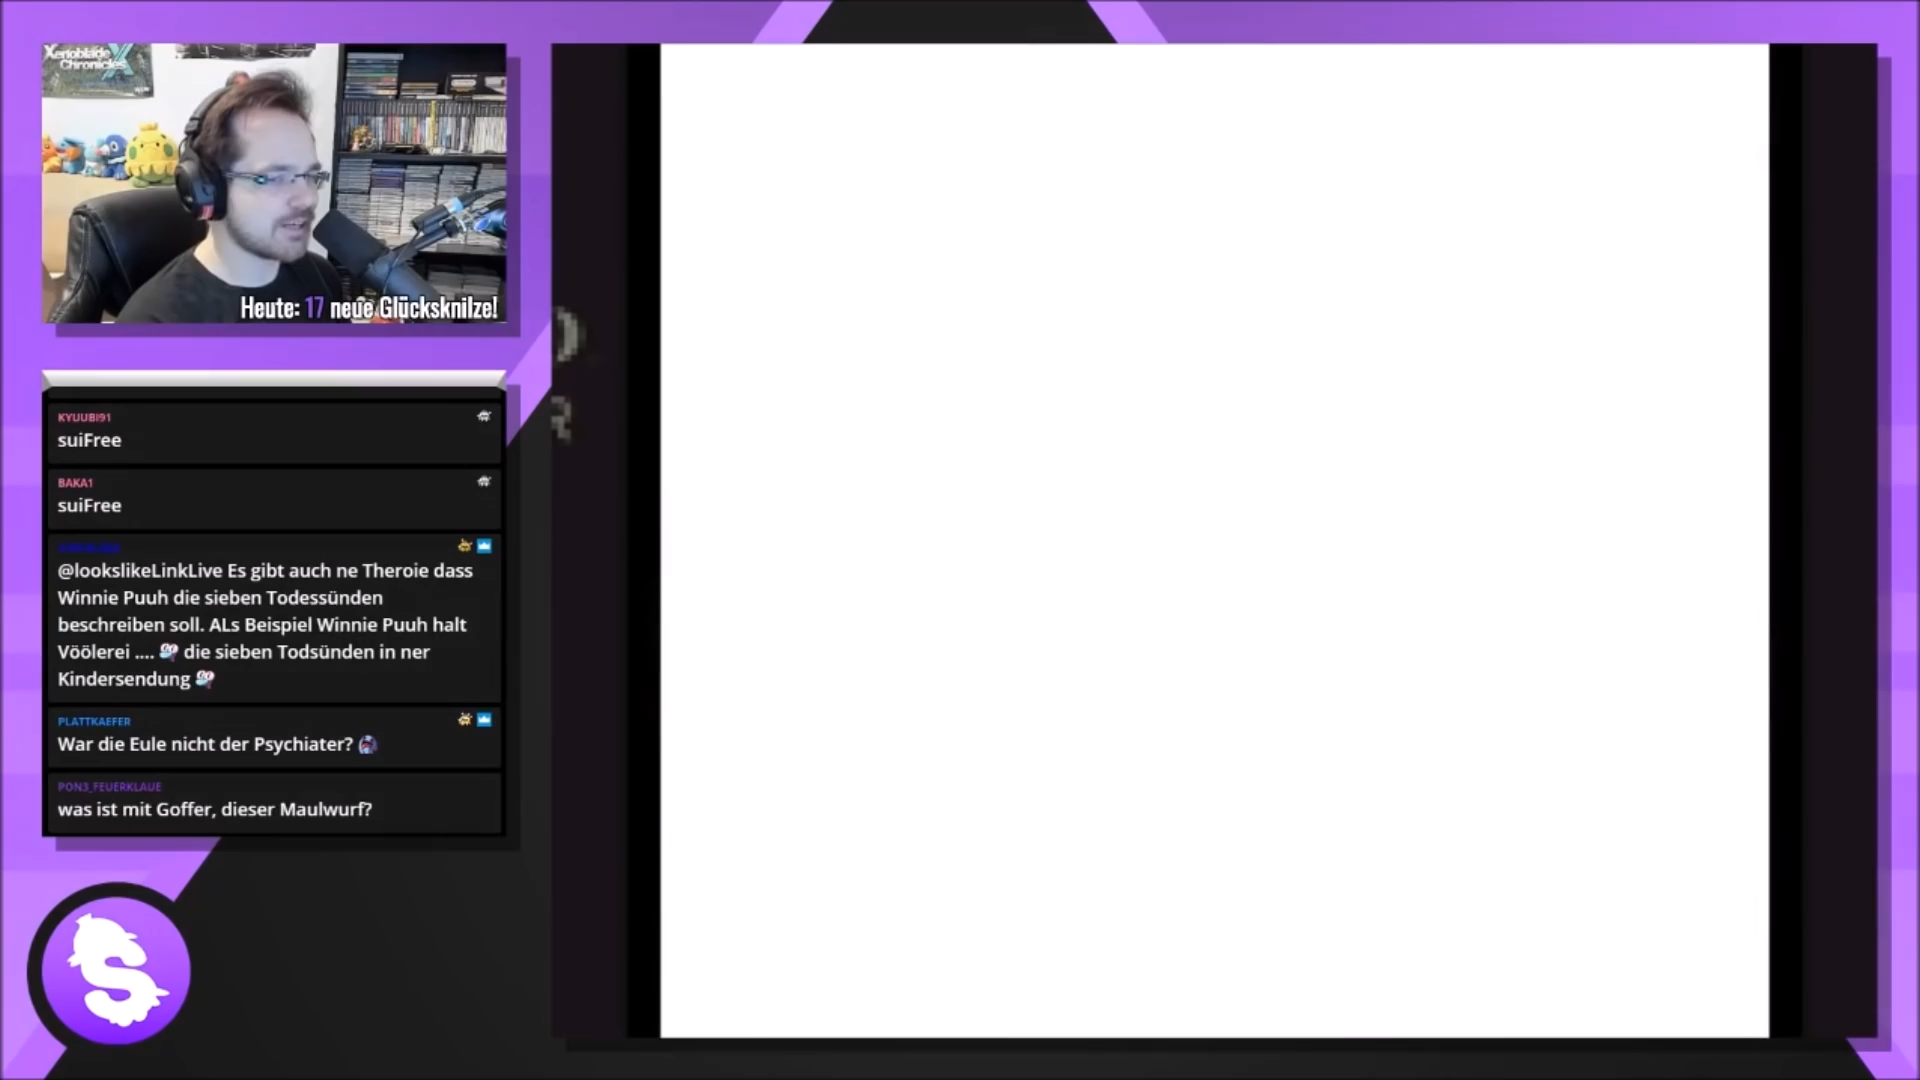 Xenoblade
Chronicles X
Heute: 17 neue Glücksknilze!
KYUUBI91
suiFree
BAKA1
suiFree
@lookslikeLinkLive Es gibt auch ne Theroie dass
Winnie Puuh die sieben Todessünden
beschreiben soll. ALs Beispiel Winnie Puuh halt
Vöölerei .... die sieben Todsünden in ner
Kindersendung
PLATTKAEFER
War die Eule nicht der Psychiater?
PON3_FEUERKLAUE
was ist mit Goffer, dieser Maulwurf?
S